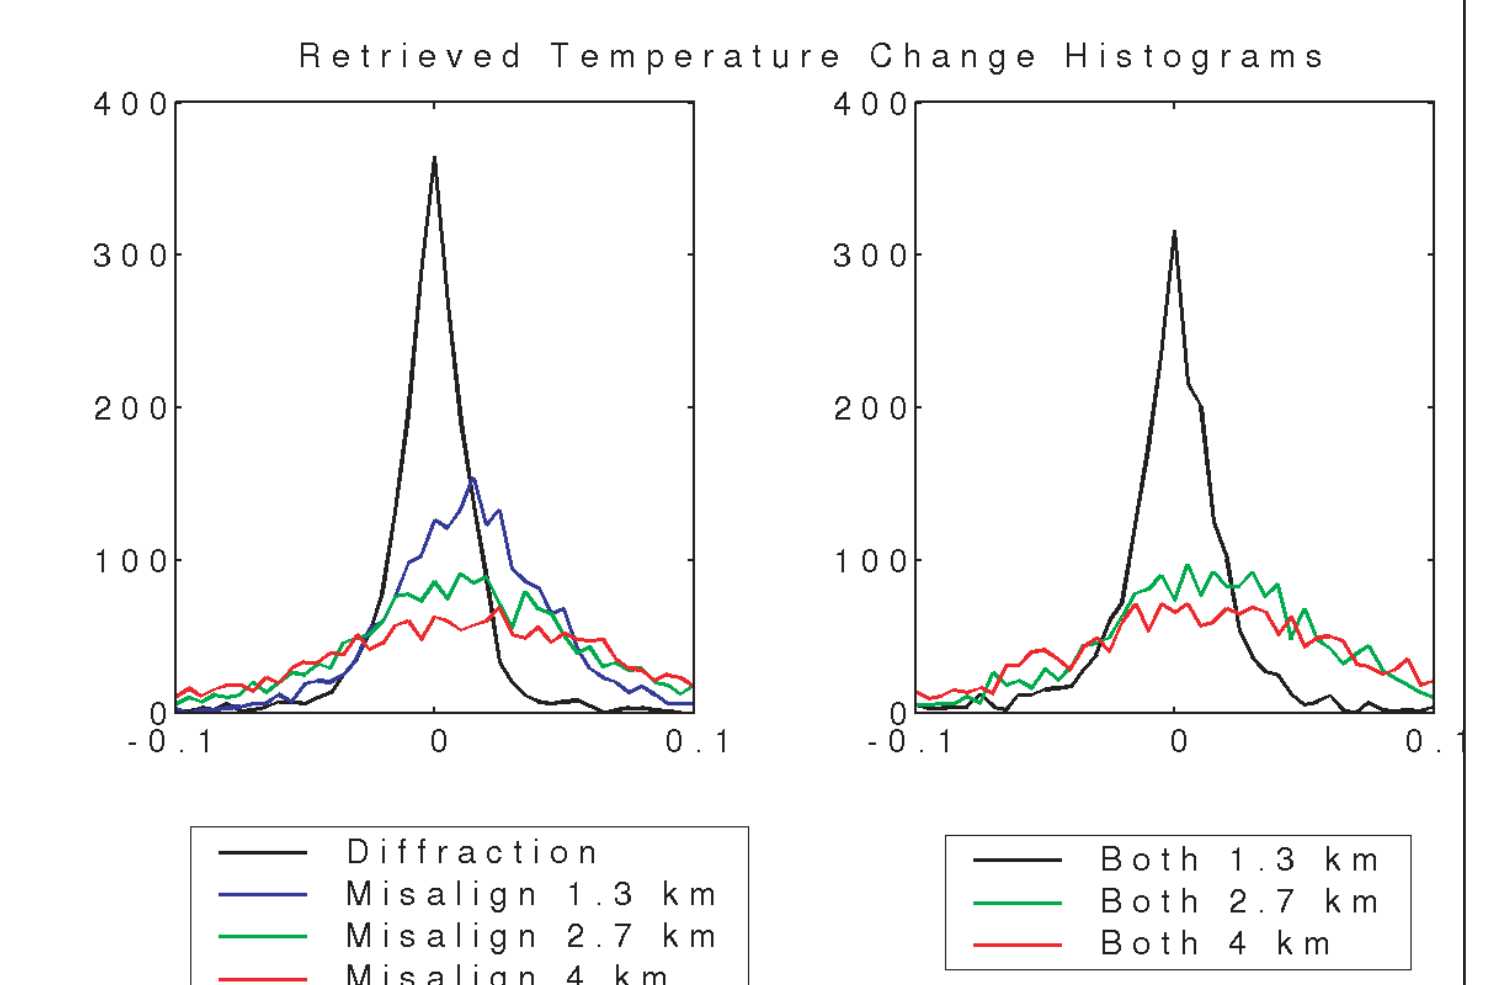 Retrieved Temperature Change Histograms
400
300
200
100
0
-0.1 0 0.1
400
300
200
100
0
-0.1 0 0.1
Diffraction
Misalign 1.3 km
Misalign 2.7 km
Misalign 4 km
Both 1.3 km
Both 2.7 km
Both 4 km